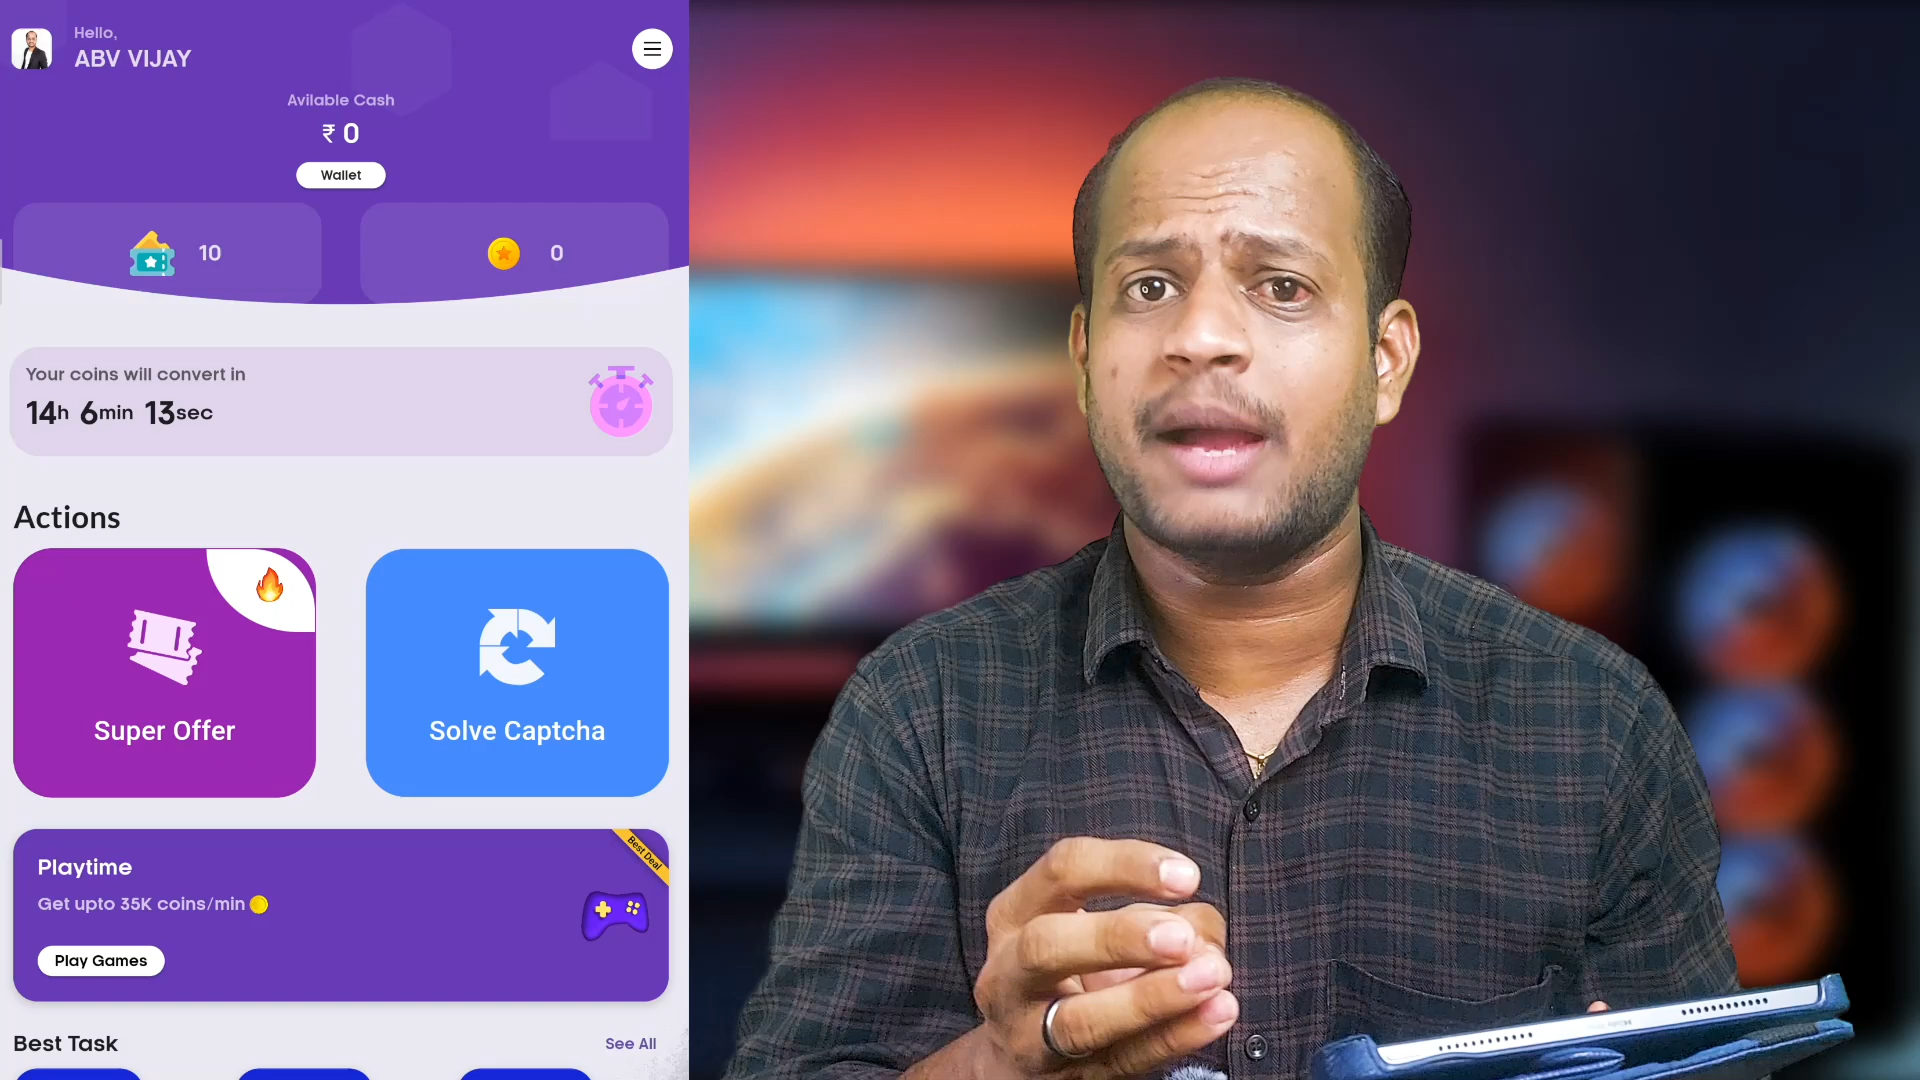 Hello,
ABV VIJAY
Avilable Cash
₹ 0
Wallet
10
0
Your coins will convert in
14h 6min 13sec
Actions
Super Offer
Solve Captcha
Best Deal
Playtime
Get upto 35K coins/min
Play Games
Best Task
See All